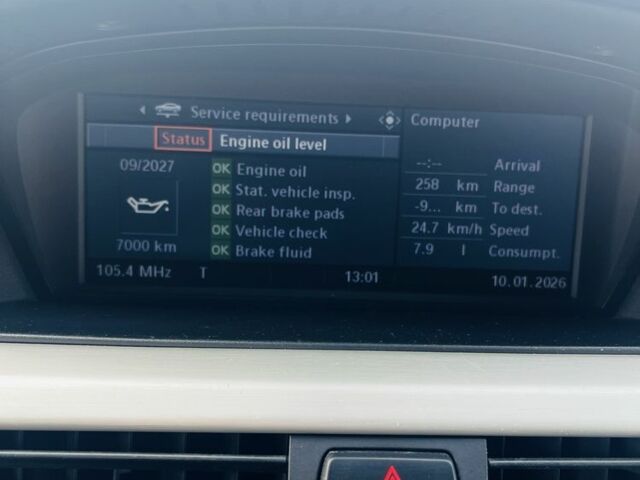 Service requirements
Status Engine oil level
09/2027
7000 km
OK Engine oil
OK Stat. vehicle insp.
OK Rear brake pads
OK Vehicle check
OK Brake fluid
Computer
--:-- Arrival
258 km Range
-9... km To dest.
24.7 km/h Speed
7.9 l Consumpt.
105.4 MHz T 13:01 10.01.2026